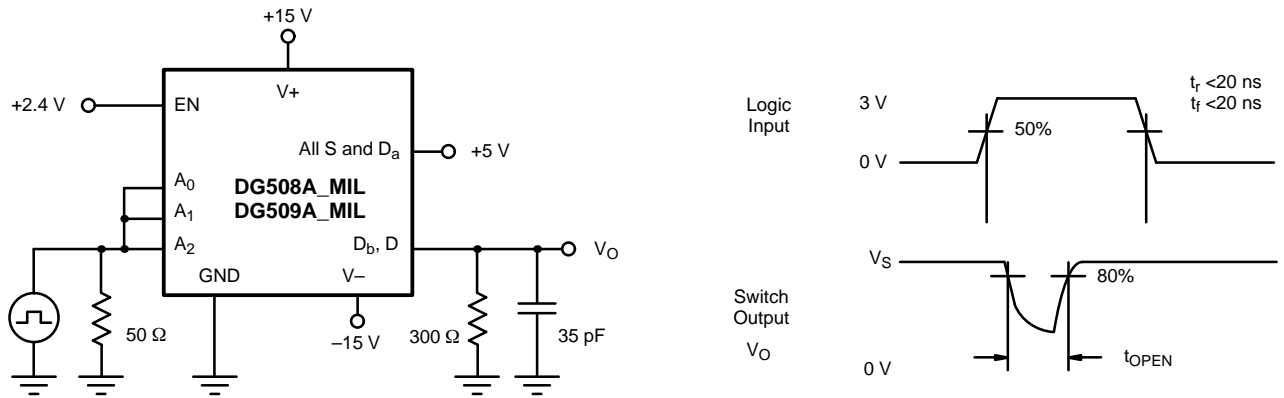 +15 V
V+
+2.4 V
EN
All S and Da
+5 V
A0
DG508A_MIL
A1
DG509A_MIL
A2
Db, D
VO
GND
V–
50 Ω
–15 V
300 Ω
35 pF
Logic
Input
3 V
0 V
50%
tr <20 ns
tf <20 ns
VS
80%
Switch
Output
VO
0 V
tOPEN